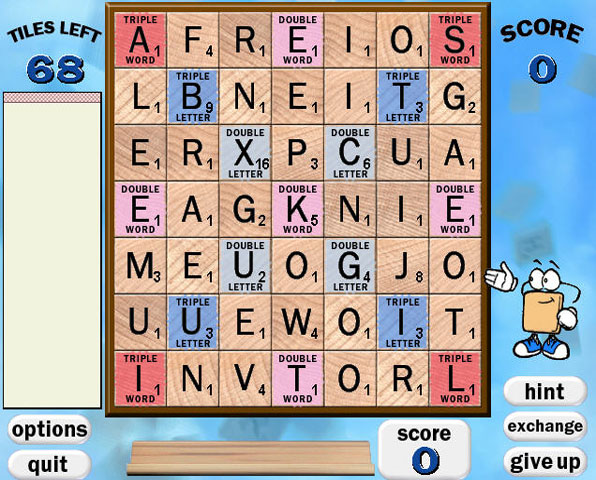 TILES LEFT
68
SCORE
0
TRIPLE DOUBLE TRIPLE
A1 F4 R1 E1 I1 O1 S1
WORD WORD WORD
TRIPLE TRIPLE
L1 B9 N1 E1 I1 T3 G2
LETTER LETTER
DOUBLE DOUBLE
E1 R1 X16 P3 C6 U1 A1
LETTER LETTER
DOUBLE DOUBLE DOUBLE
E1 A1 G2 K5 N1 I1 E1
WORD WORD WORD
DOUBLE DOUBLE
M3 E1 U2 O1 G4 J8 O1
LETTER LETTER
TRIPLE TRIPLE
U1 U3 E1 W4 O1 I3 T1
LETTER LETTER
TRIPLE DOUBLE TRIPLE
I1 N1 V4 T1 O1 R1 L1
WORD WORD WORD
hint
exchange
give up
options
quit
score
0